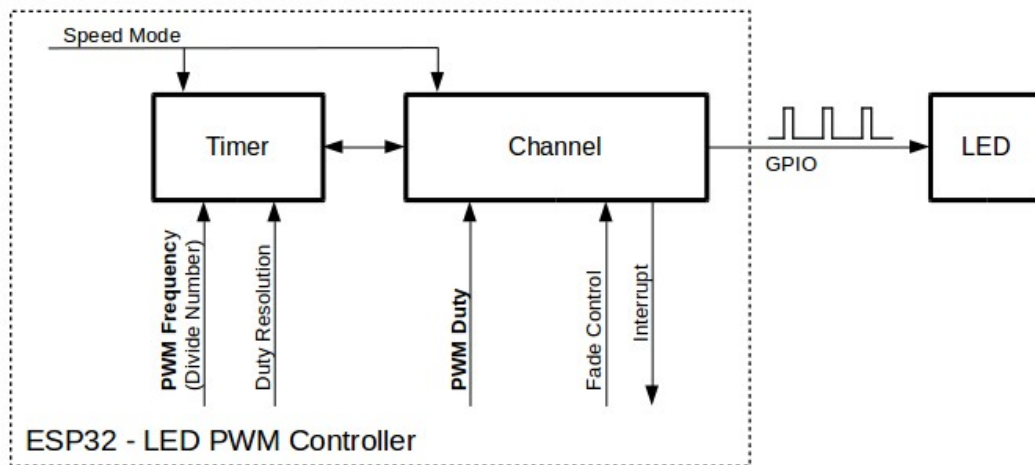 Speed Mode
Timer
Channel
GPIO
LED
PWM Frequency
(Divide Number)
Duty Resolution
PWM Duty
Fade Control
Interrupt
ESP32 - LED PWM Controller